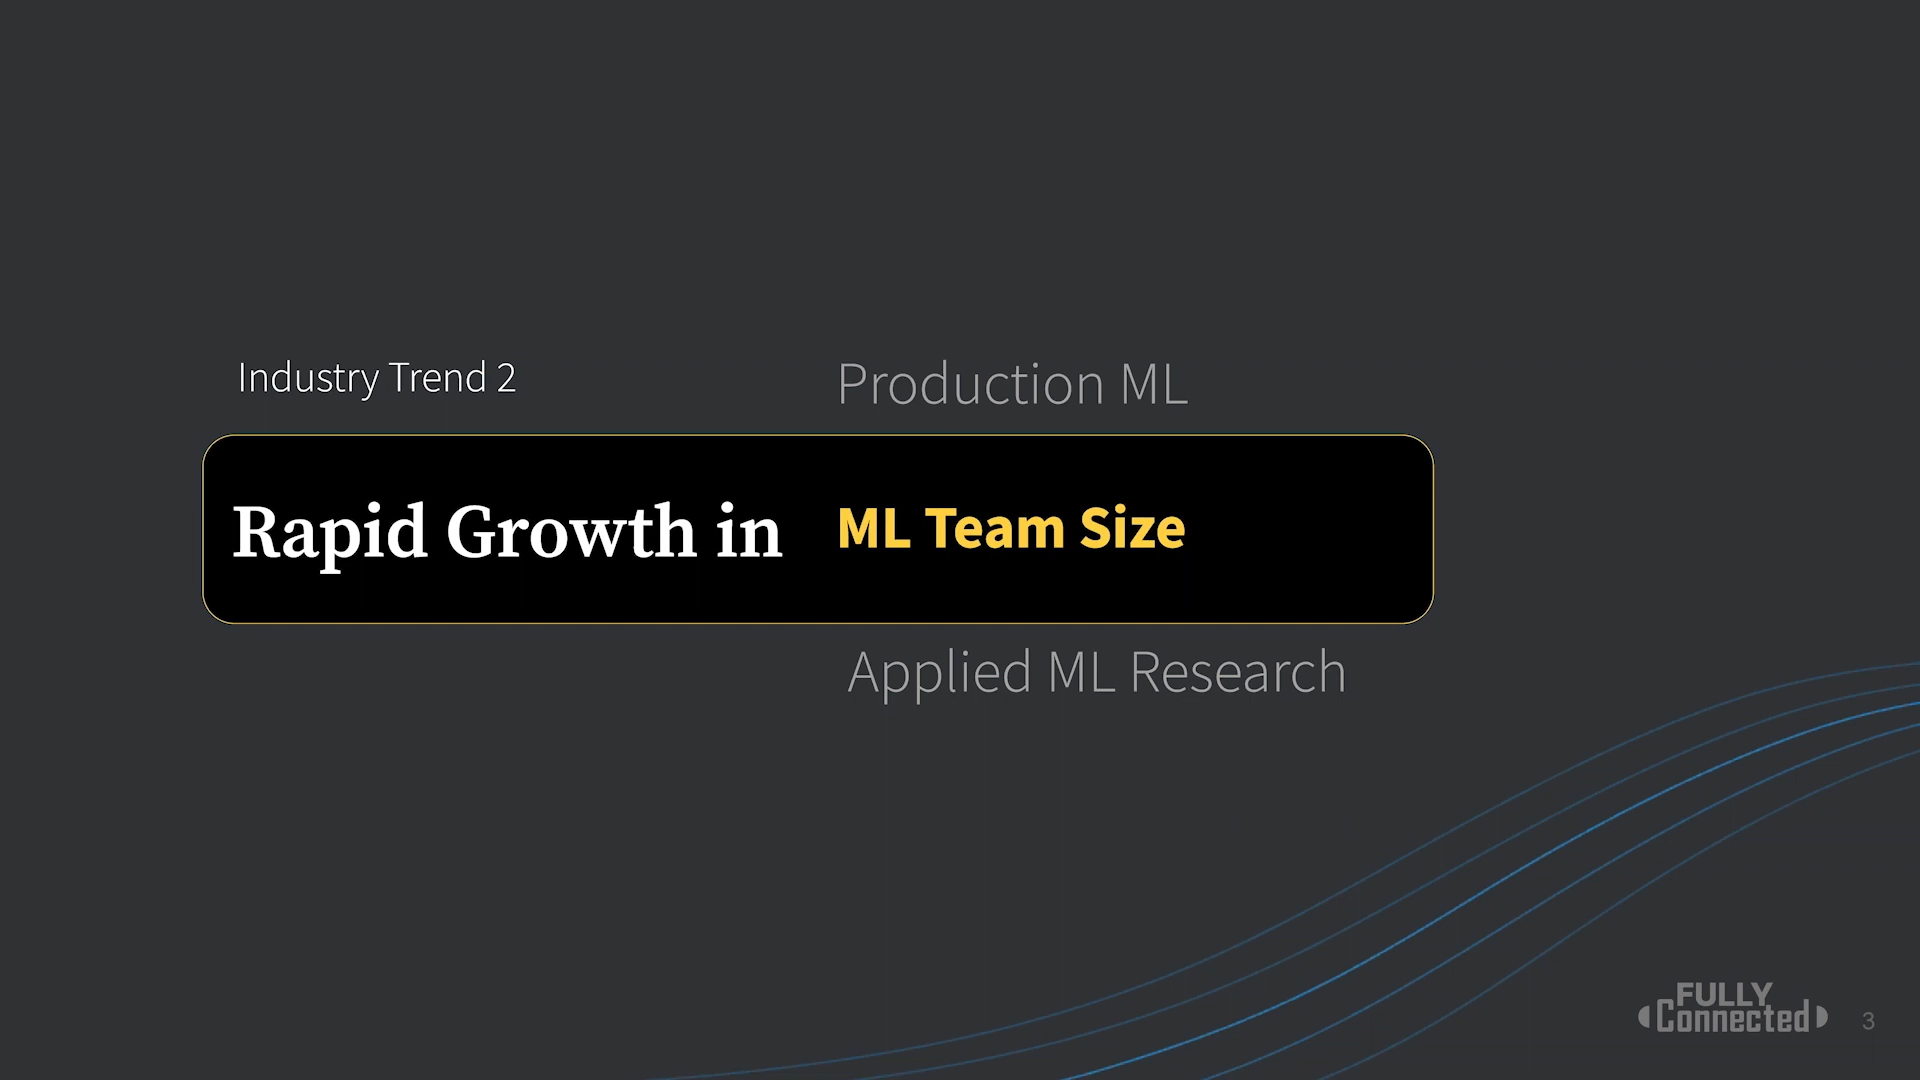 Industry Trend 2
Production ML
Rapid Growth in ML Team Size
Applied ML Research
FULLY
Connected
3